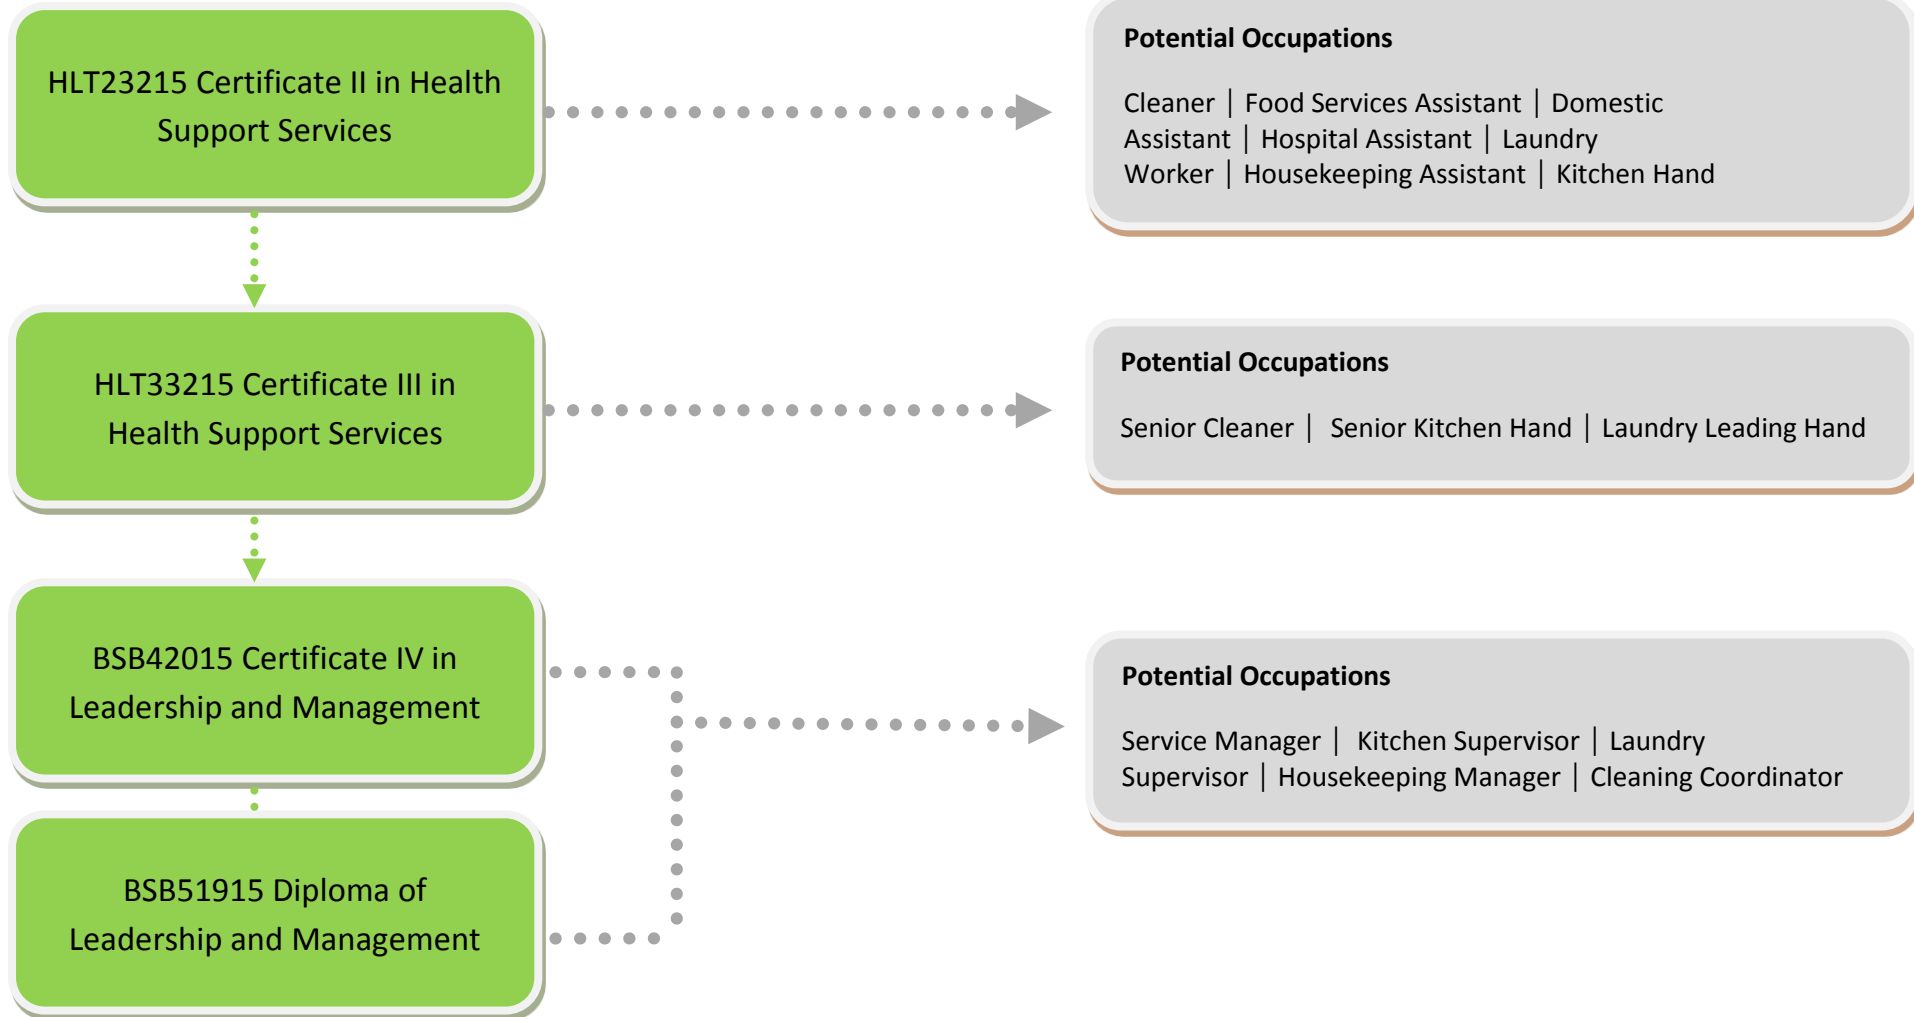 HLT23215 Certificate II in Health
Support Services
Potential Occupations
Cleaner | Food Services Assistant | Domestic
Assistant | Hospital Assistant | Laundry
Worker | Housekeeping Assistant | Kitchen Hand
HLT33215 Certificate III in
Health Support Services
Potential Occupations
Senior Cleaner | Senior Kitchen Hand | Laundry Leading Hand
BSB42015 Certificate IV in
Leadership and Management
Potential Occupations
Service Manager | Kitchen Supervisor | Laundry
Supervisor | Housekeeping Manager | Cleaning Coordinator
BSB51915 Diploma of
Leadership and Management